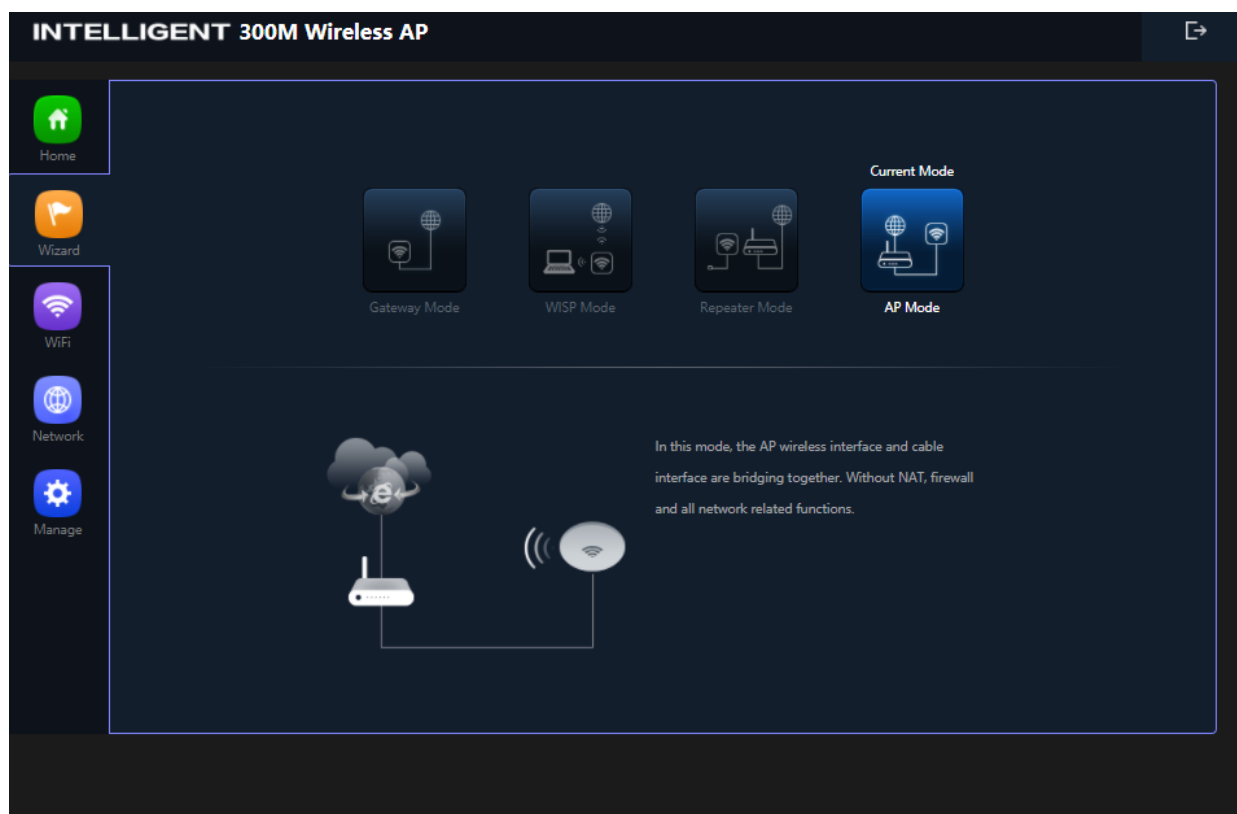 INTELLIGENT 300M Wireless AP
Home
Wizard
WiFi
Network
Manage
Current Mode
Gateway Mode
WISP Mode
Repeater Mode
AP Mode
In this mode, the AP wireless interface and cable
interface are bridging together. Without NAT, firewall
and all network related functions.